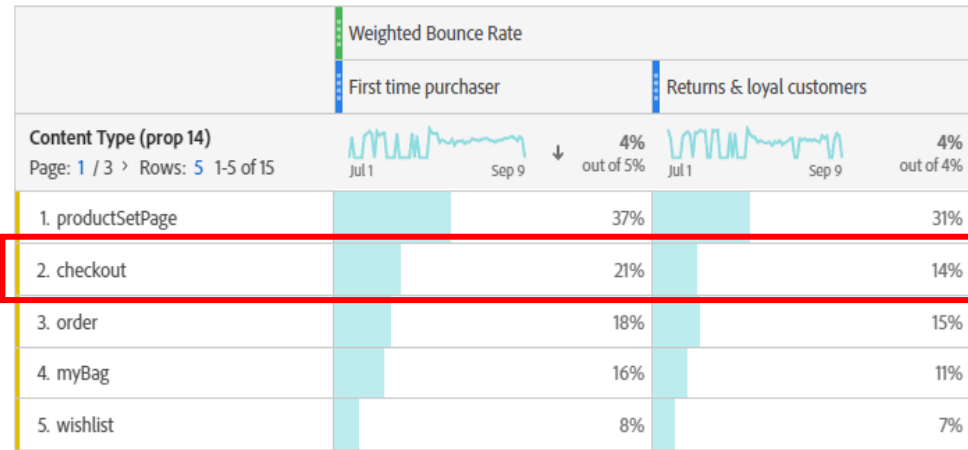 Weighted Bounce Rate
First time purchaser
Returns & loyal customers
Content Type (prop 14)
Page: 1 / 3 > Rows: 5 1-5 of 15
Jul 1
Sep 9
↓
4%
out of 5%
Jul 1
Sep 9
4%
out of 4%
1. productSetPage 37% 31%
2. checkout 21% 14%
3. order 18% 15%
4. myBag 16% 11%
5. wishlist 8% 7%